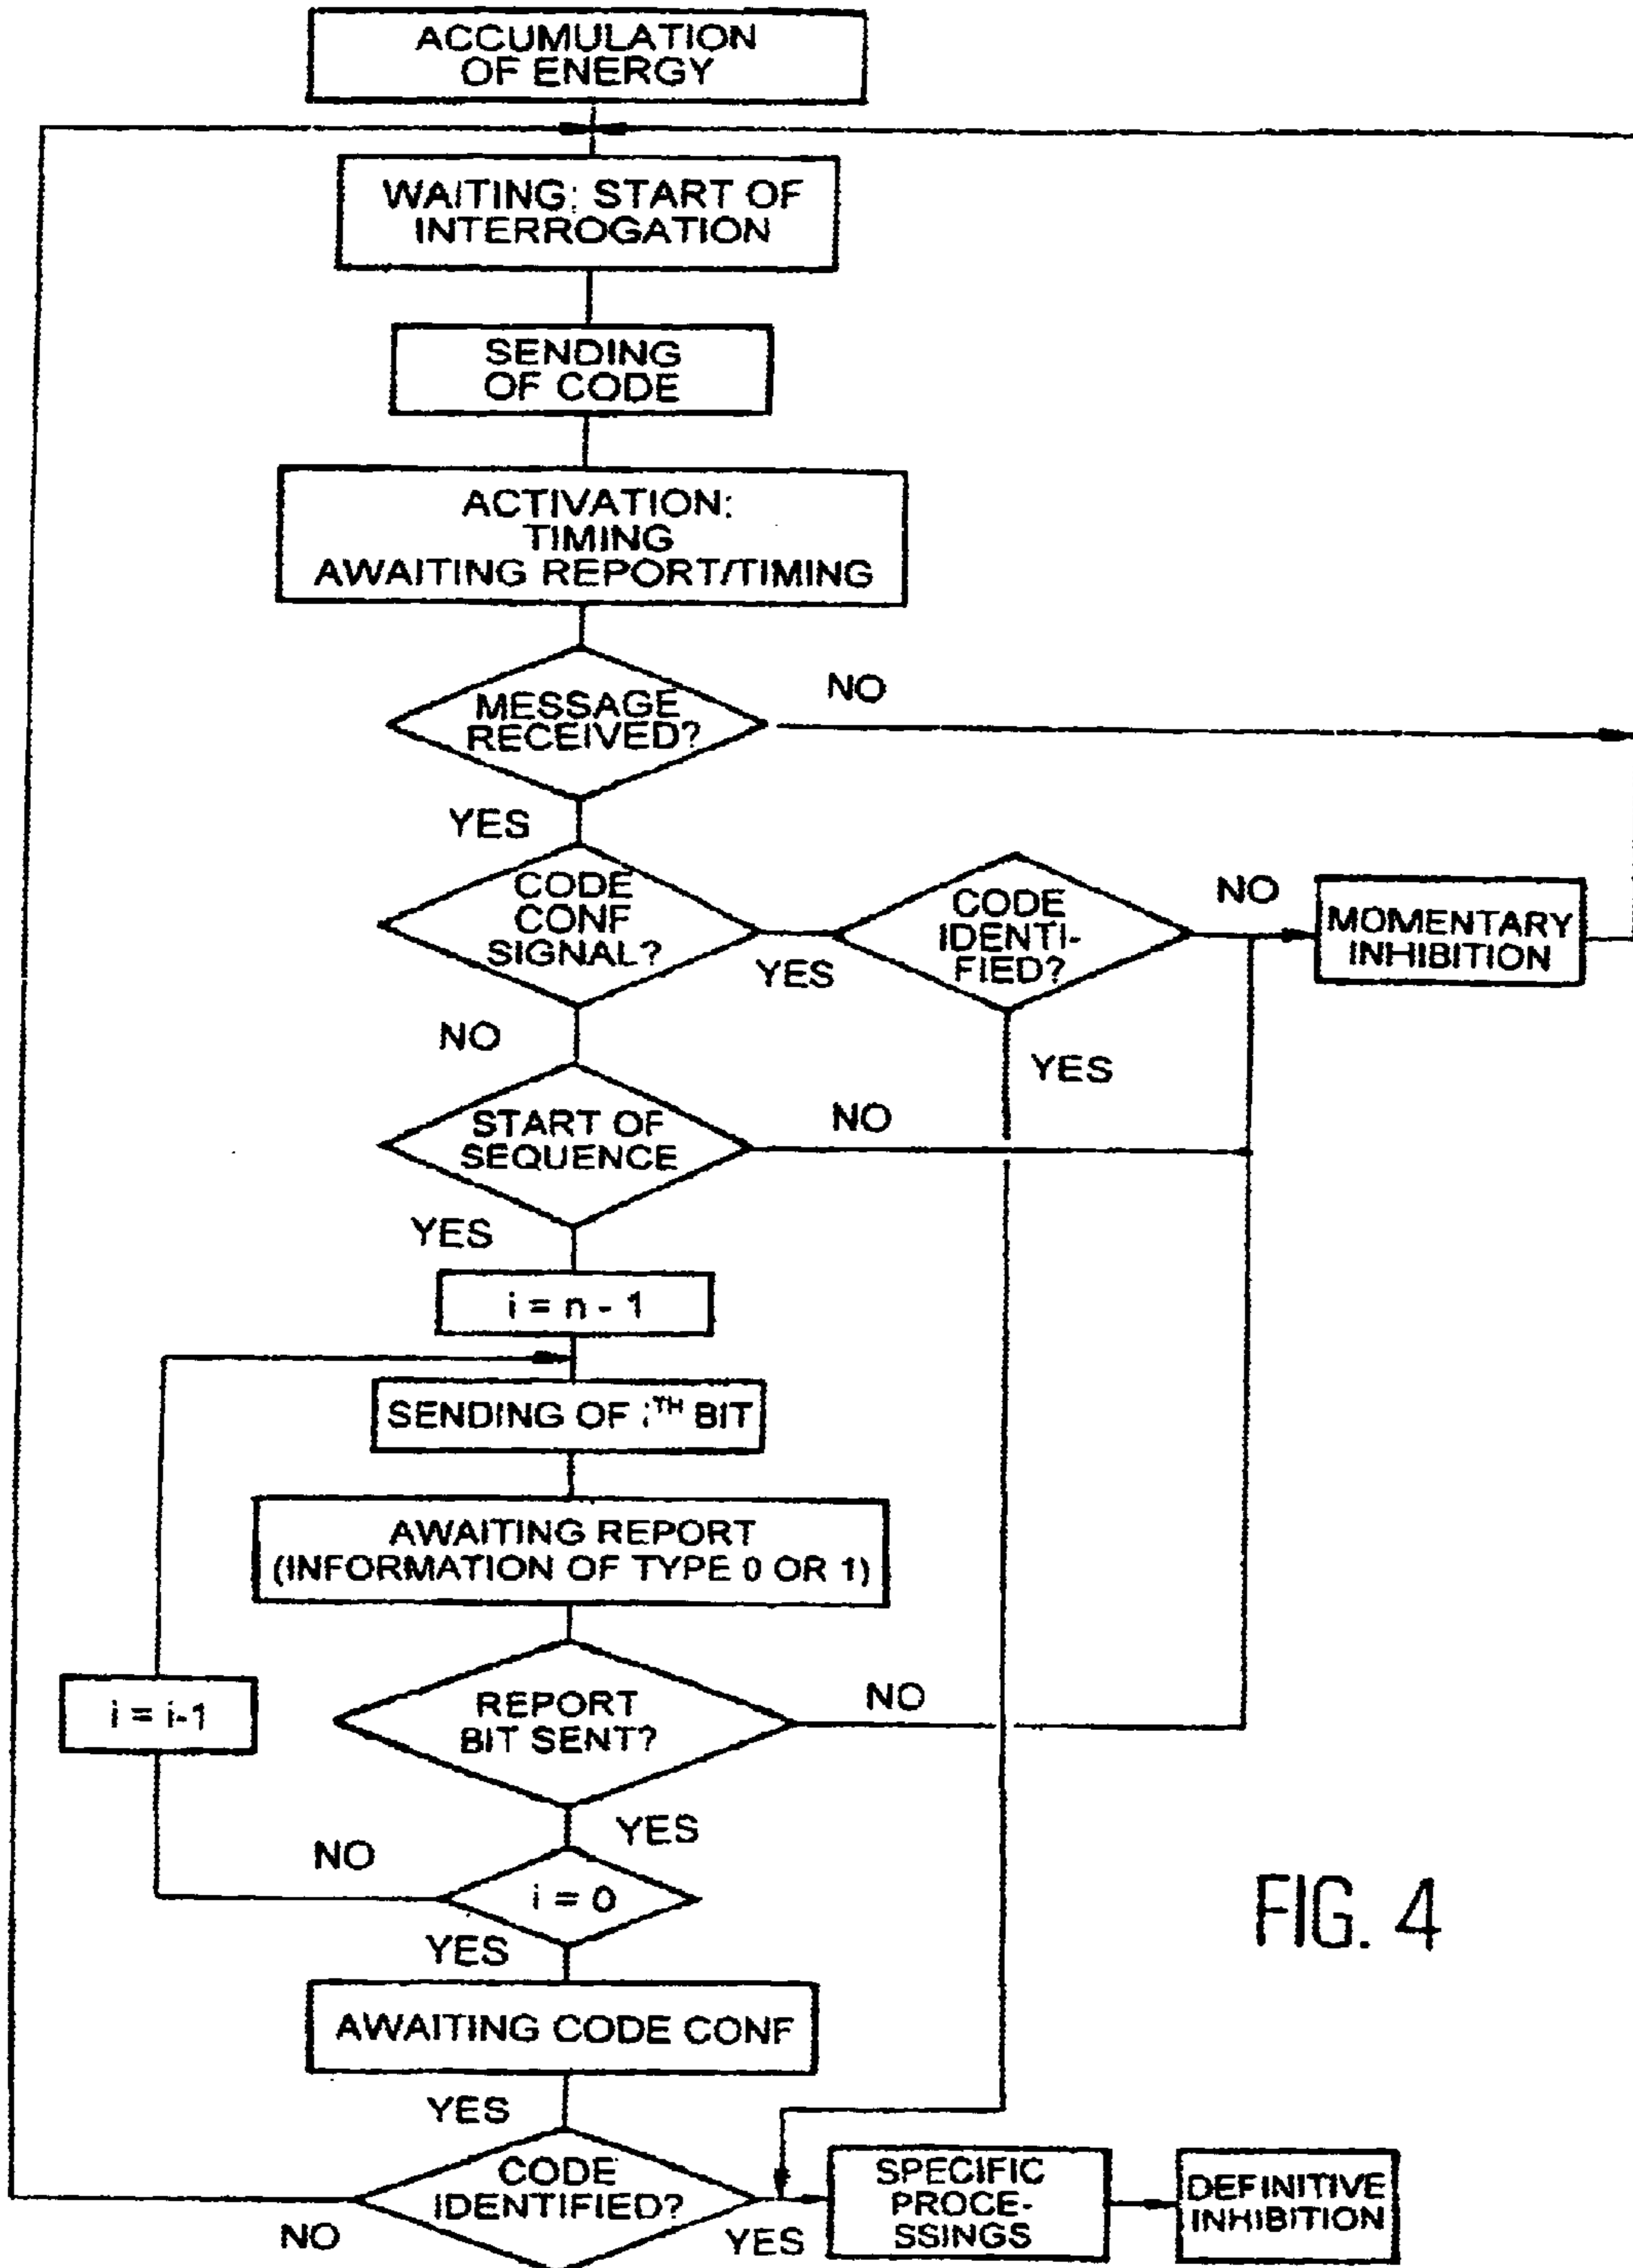 ACCUMULATION
OF ENERGY
WAITING: START OF
INTERROGATION
SENDING
OF CODE
ACTIVATION:
TIMING
AWAITING REPORT/TIMING
MESSAGE
RECEIVED?
NO
YES
CODE
CONF
SIGNAL?
YES
CODE
IDENTI-
FIED?
NO
MOMENTARY
INHIBITION
NO
YES
START OF
SEQUENCE
NO
YES
i = n - 1
SENDING OF iTH BIT
AWAITING REPORT
(INFORMATION OF TYPE 0 OR 1)
i = i-1
REPORT
BIT SENT?
NO
YES
NO
i = 0
YES
FIG. 4
AWAITING CODE CONF
YES
CODE
IDENTIFIED?
NO
YES
SPECIFIC
PROCE-
SSINGS
DEFINITIVE
INHIBITION